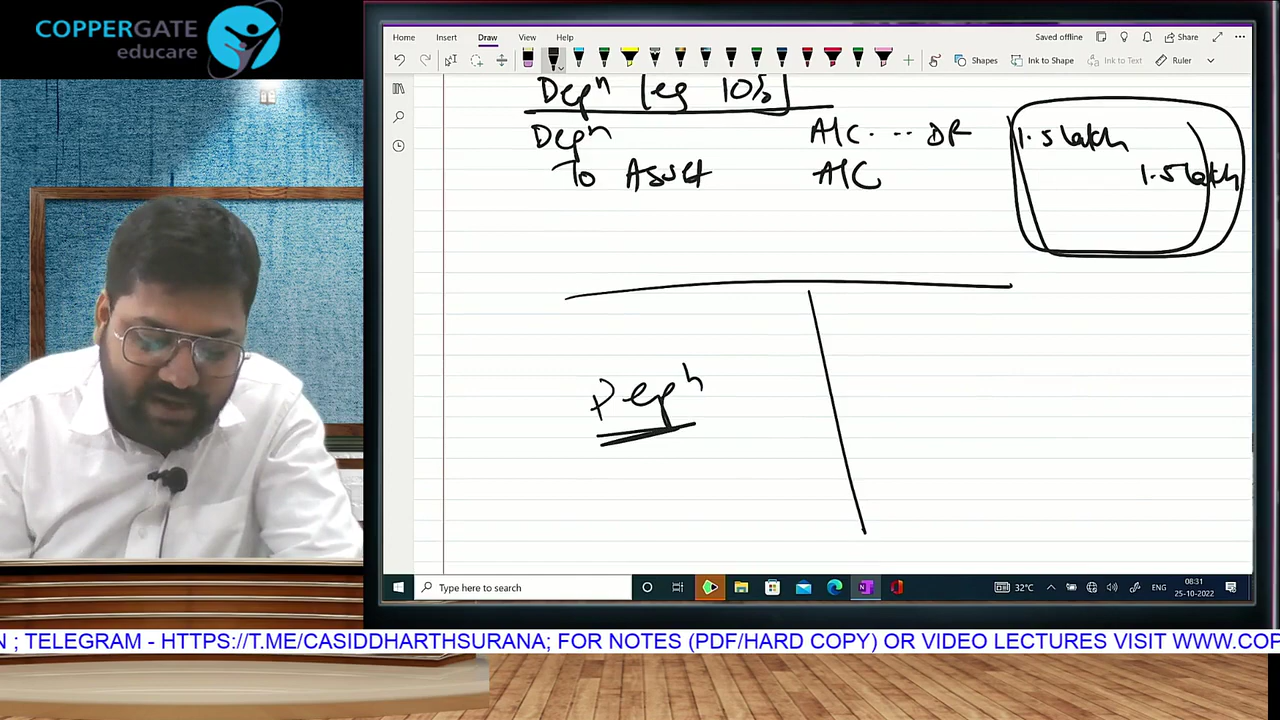 COPPERGATE
educare
Home Insert Draw View Help
Saved offline
Share
Shapes
Ink to Shape
Ink to Text
Ruler
Depn [eg 10%]
Depn A/C. .. DR 1.5 lakh
To Asset A/C 1.5 lakh
Depn
Type here to search
32°C
ENG
08:31
25-10-2022
N ; TELEGRAM - HTTPS://T.ME/CASIDDHARTHSURANA; FOR NOTES (PDF/HARD COPY) OR VIDEO LECTURES VISIT WWW.COP